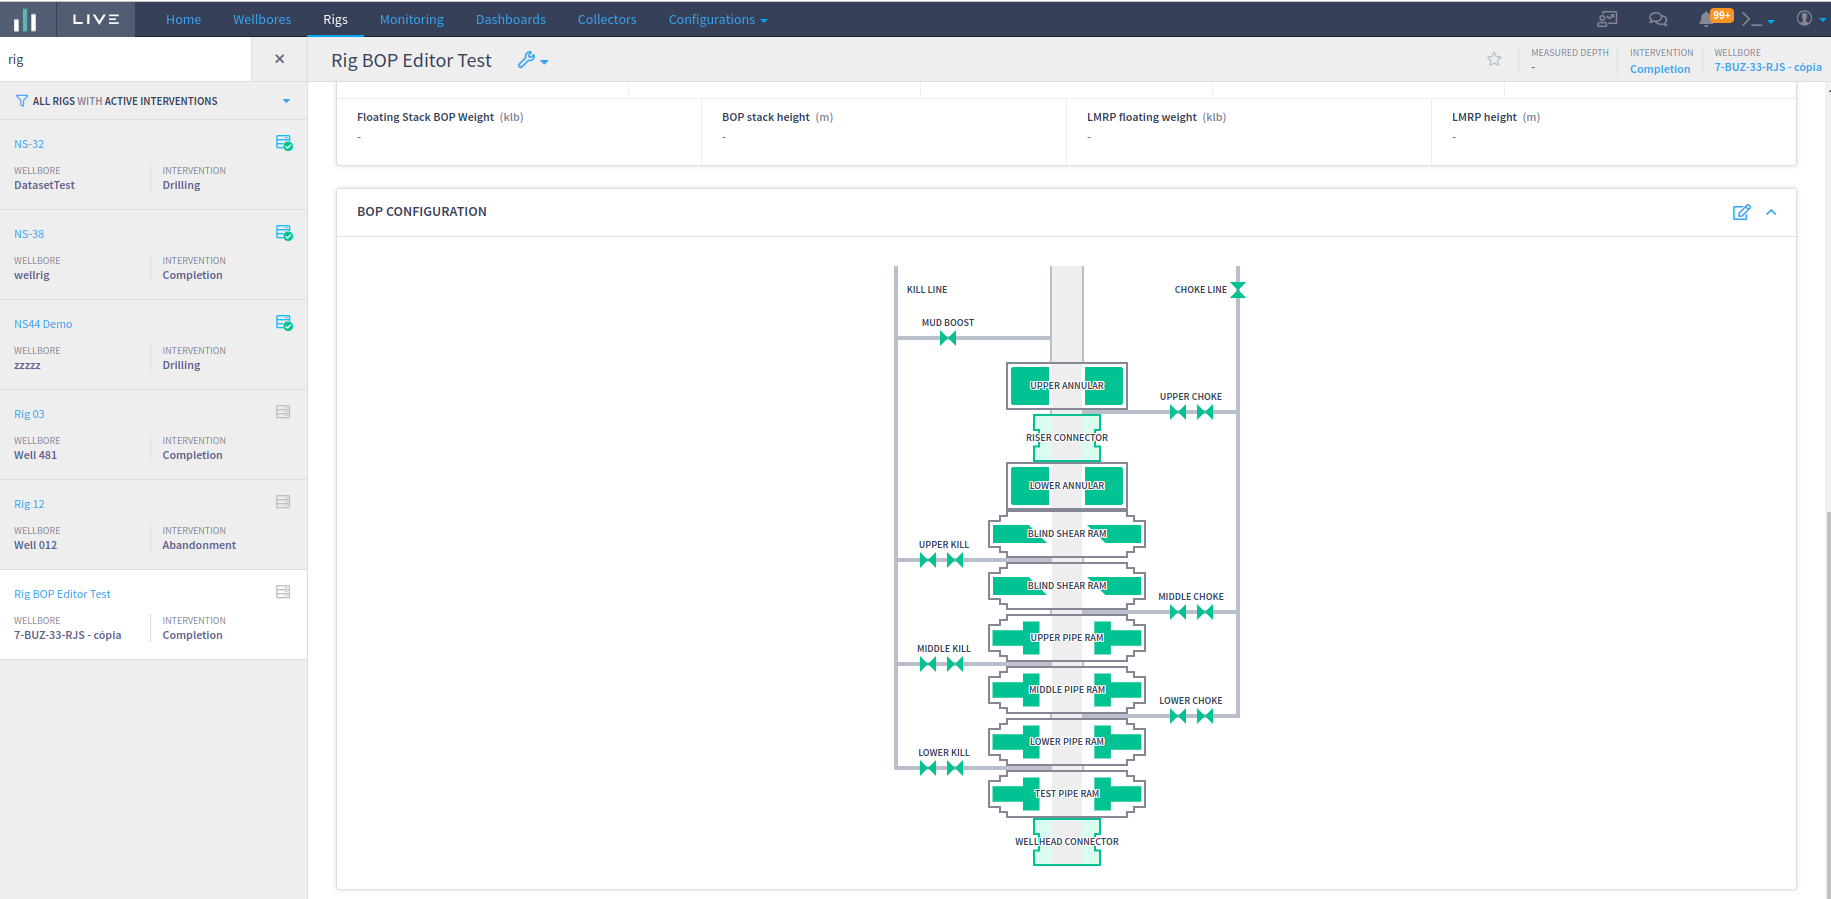 LIVE
Home
Wellbores
Rigs
Monitoring
Dashboards
Collectors
Configurations
99+
rig
Rig BOP Editor Test
MEASURED DEPTH
-
INTERVENTION
Completion
WELLBORE
7-BUZ-33-RJS - cópia
ALL RIGS WITH ACTIVE INTERVENTIONS
NS-32
WELLBORE
DatasetTest
INTERVENTION
Drilling
NS-38
WELLBORE
wellrig
INTERVENTION
Completion
NS44 Demo
WELLBORE
zzzzz
INTERVENTION
Drilling
Rig 03
WELLBORE
Well 481
INTERVENTION
Completion
Rig 12
WELLBORE
Well 012
INTERVENTION
Abandonment
Rig BOP Editor Test
WELLBORE
7-BUZ-33-RJS - cópia
INTERVENTION
Completion
Floating Stack BOP Weight (klb)
-
BOP stack height (m)
-
LMRP floating weight (klb)
-
LMRP height (m)
-
BOP CONFIGURATION
KILL LINE
CHOKE LINE
MUD BOOST
UPPER ANNULAR
UPPER CHOKE
RISER CONNECTOR
LOWER ANNULAR
BLIND SHEAR RAM
UPPER KILL
BLIND SHEAR RAM
MIDDLE CHOKE
UPPER PIPE RAM
MIDDLE KILL
MIDDLE PIPE RAM
LOWER CHOKE
LOWER PIPE RAM
LOWER KILL
TEST PIPE RAM
WELLHEAD CONNECTOR